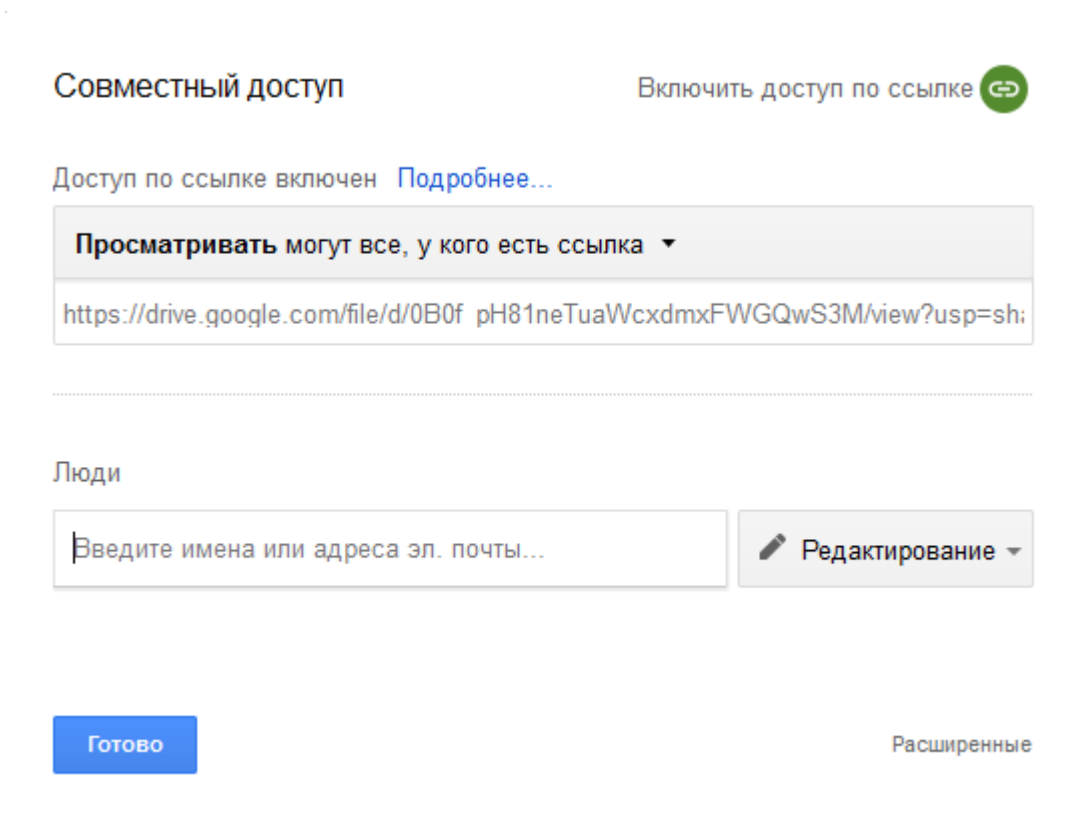 Совместный доступ
Включить доступ по ссылке
Доступ по ссылке включен Подробнее...
Просматривать могут все, у кого есть ссылка
https://drive.google.com/file/d/0B0f_pH81neTuaWcxdmxFWGQwS3M/view?usp=sha
Люди
Введите имена или адреса эл. почты...
Редактирование
Готово
Расширенные